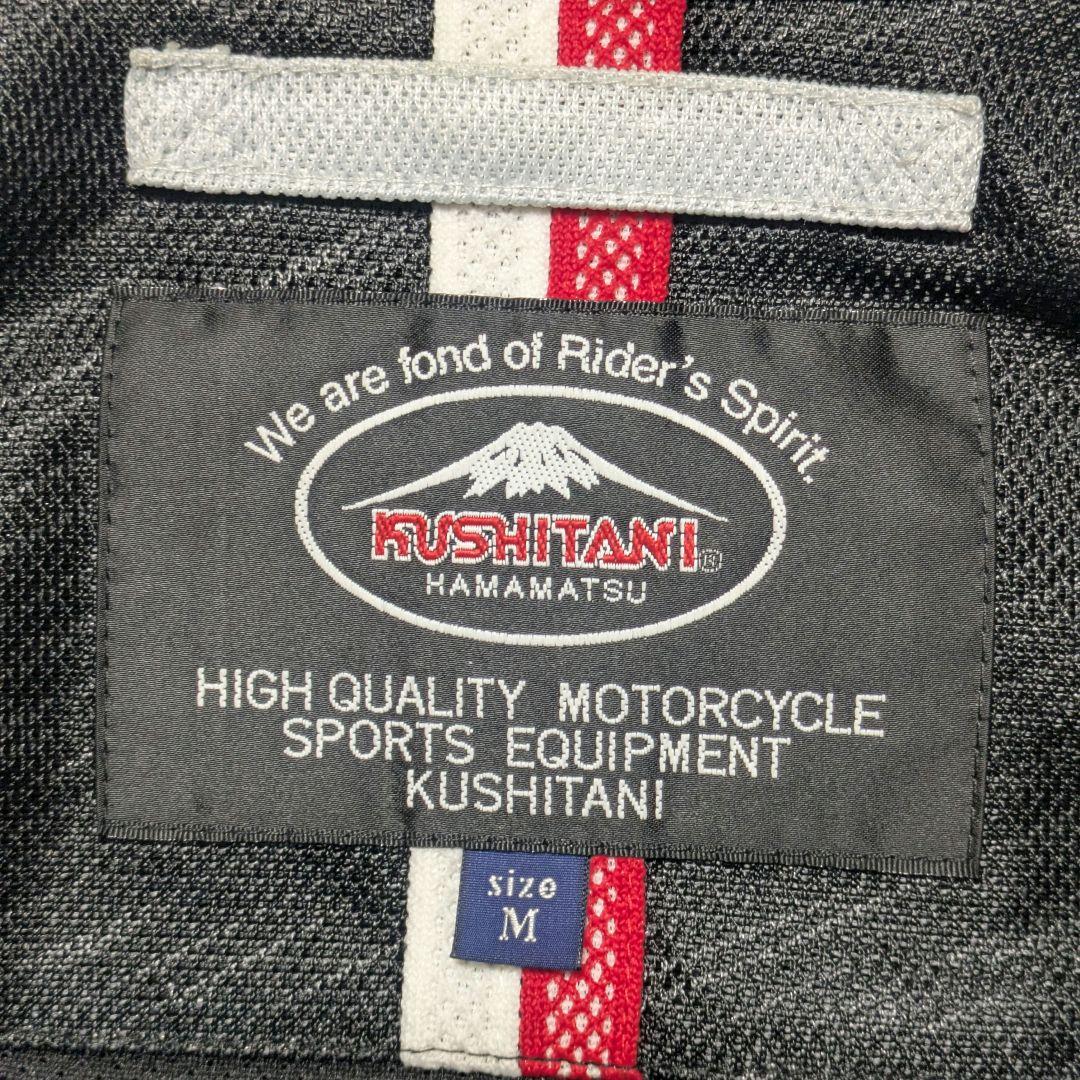 We are fond of Rider's Spirit.
KUSHITANI®
HAMAMATSU
HIGH QUALITY MOTORCYCLE
SPORTS EQUIPMENT
KUSHITANI
size
M